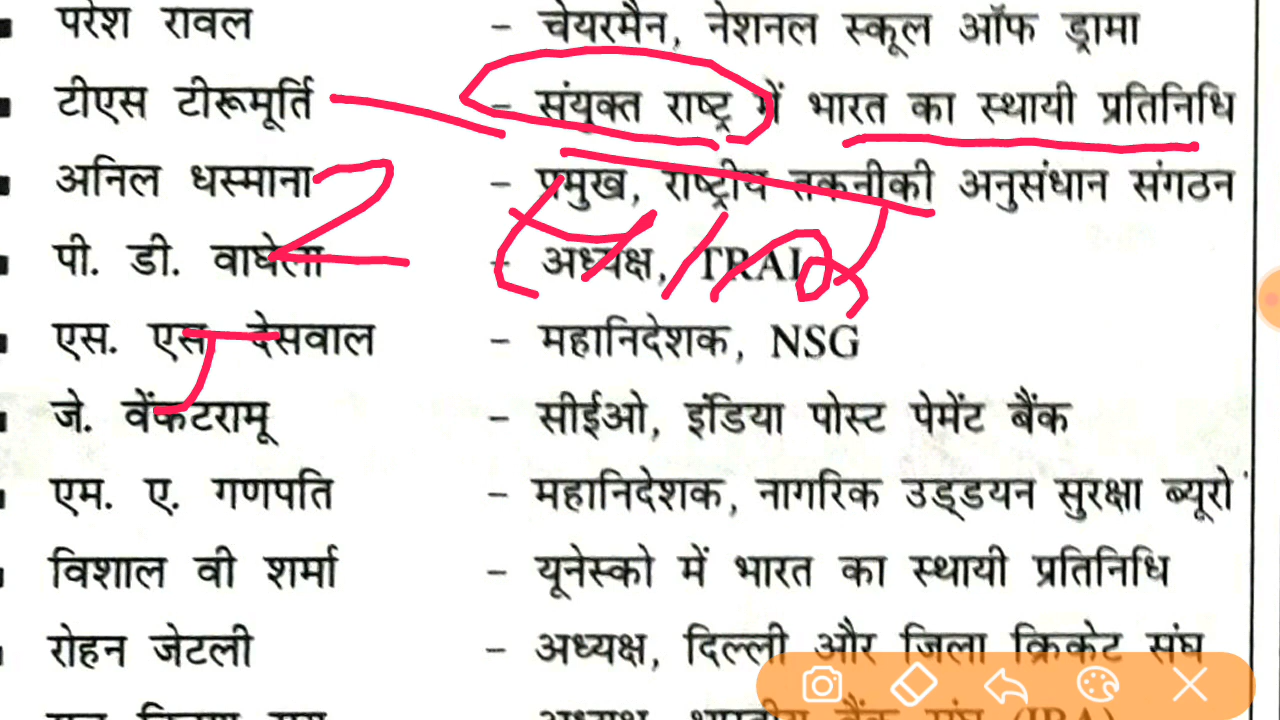 परेश रावल - चेयरमैन, नेशनल स्कूल ऑफ ड्रामा
टीएस टीरूमूर्ति - संयुक्त राष्ट्र में भारत का स्थायी प्रतिनिधि
अनिल धस्माना - प्रमुख, राष्ट्रीय तकनीकी अनुसंधान संगठन
पी. डी. वाघेला - अध्यक्ष, TRAI
एस. एस. देसवाल - महानिदेशक, NSG
जे. वेंकटरामू - सीईओ, इंडिया पोस्ट पेमेंट बैंक
एम. ए. गणपति - महानिदेशक, नागरिक उड्डयन सुरक्षा ब्यूरो
विशाल वी शर्मा - यूनेस्को में भारत का स्थायी प्रतिनिधि
रोहन जेटली - अध्यक्ष, दिल्ली और जिला क्रिकेट संघ